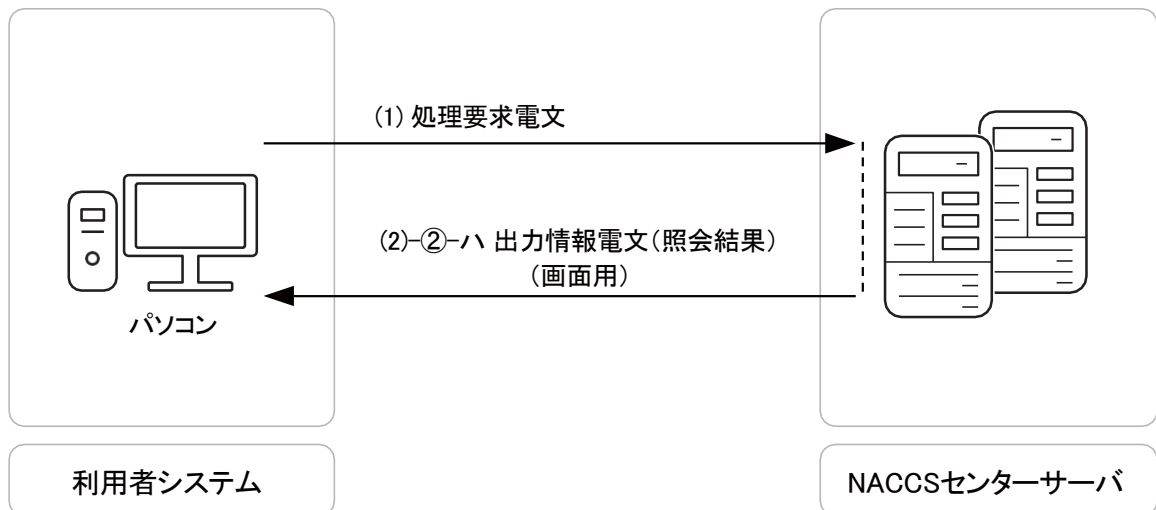 (1) 処理要求電文
(2)-②-ハ 出力情報電文(照会結果)
(画面用)
パソコン
利用者システム
NACCSセンターサーバ